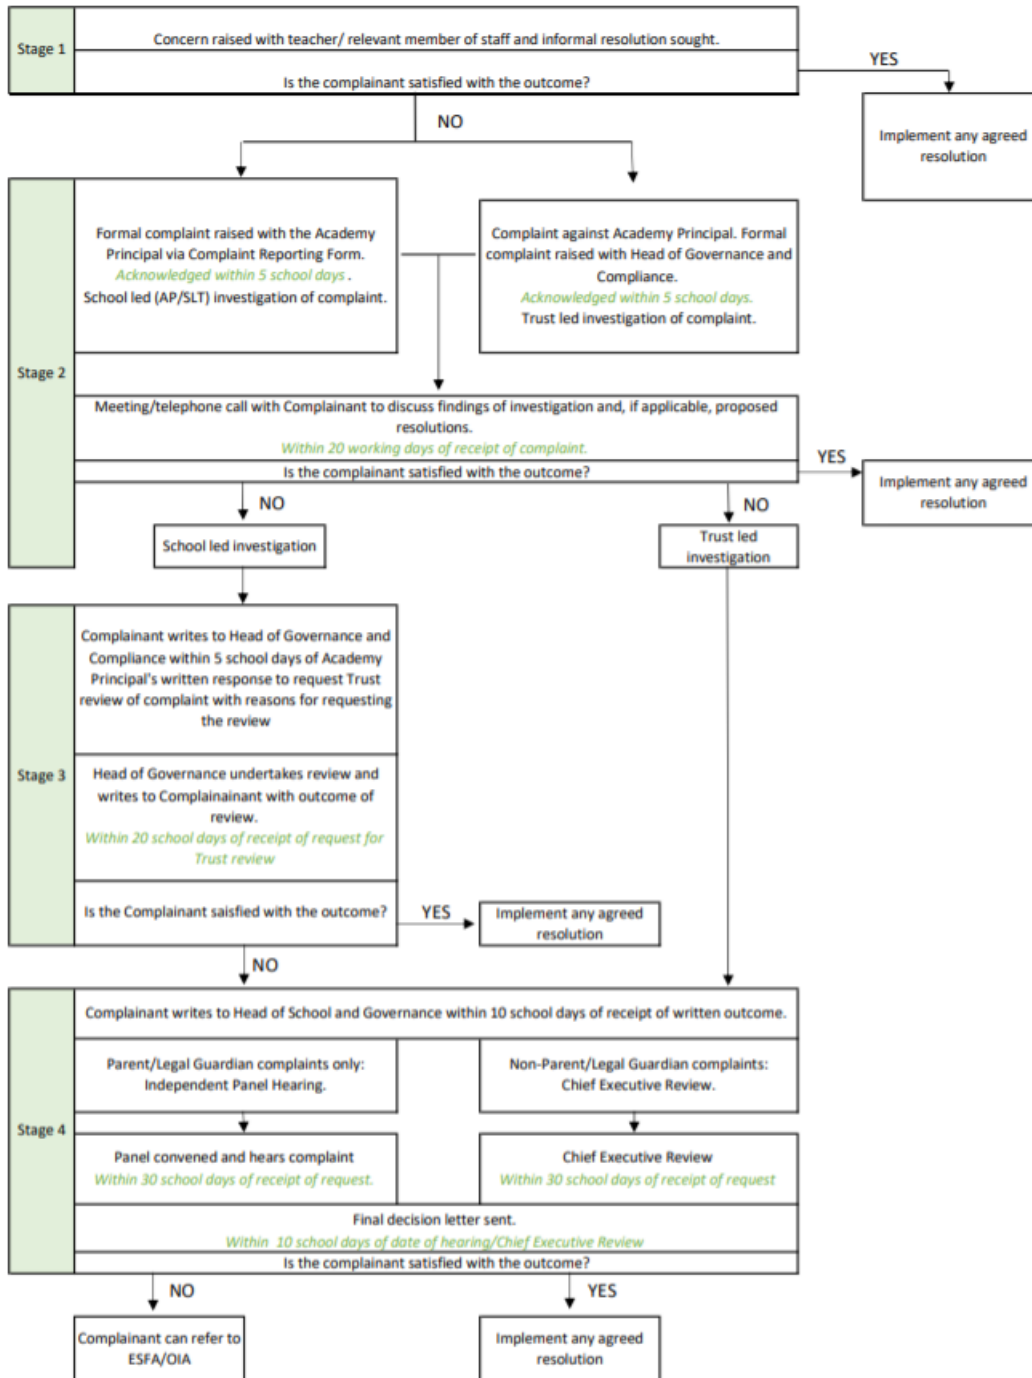 Stage 1
Concern raised with teacher/ relevant member of staff and informal resolution sought.
Is the complainant satisfied with the outcome?
YES
Implement any agreed
resolution
NO
Stage 2
Formal complaint raised with the Academy
Principal via Complaint Reporting Form.
Acknowledged within 5 school days .
School led (AP/SLT) investigation of complaint.
Complaint against Academy Principal. Formal
complaint raised with Head of Governance and
Compliance.
Acknowledged within 5 school days.
Trust led investigation of complaint.
Meeting/telephone call with Complainant to discuss findings of investigation and, if applicable, proposed
resolutions.
Within 20 working days of receipt of complaint.
Is the complainant satisfied with the outcome?
YES
Implement any agreed
resolution
NO
NO
School led investigation
Trust led
investigation
Stage 3
Complainant writes to Head of Governance and
Compliance within 5 school days of Academy
Principal's written response to request Trust
review of complaint with reasons for requesting
the review
Head of Governance undertakes review and
writes to Complainainant with outcome of
review.
Within 20 school days of receipt of request for
Trust review
Is the Complainant saisfied with the outcome?
YES
Implement any agreed
resolution
NO
Stage 4
Complainant writes to Head of School and Governance within 10 school days of receipt of written outcome.
Parent/Legal Guardian complaints only:
Independent Panel Hearing.
Non-Parent/Legal Guardian complaints:
Chief Executive Review.
Panel convened and hears complaint
Within 30 school days of receipt of request.
Chief Executive Review
Within 30 school days of receipt of request
Final decision letter sent.
Within 10 school days of date of hearing/Chief Executive Review
Is the complainant satisfied with the outcome?
NO
YES
Complainant can refer to
ESFA/OIA
Implement any agreed
resolution